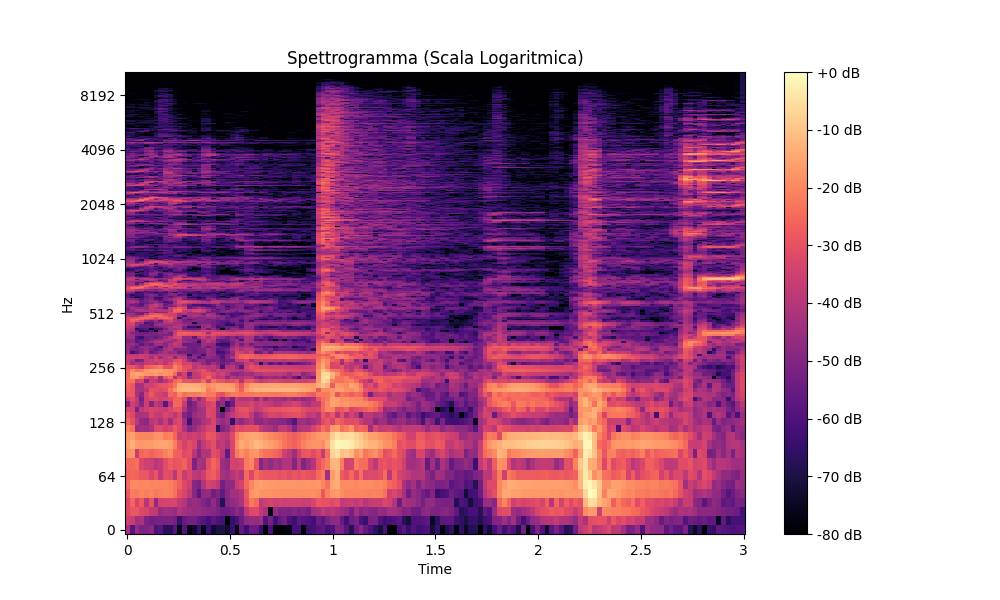 Spettrogramma (Scala Logaritmica)
Hz
8192
4096
2048
1024
512
256
128
64
0
0
0.5
1
1.5
2
2.5
3
Time
+0 dB
-10 dB
-20 dB
-30 dB
-40 dB
-50 dB
-60 dB
-70 dB
-80 dB